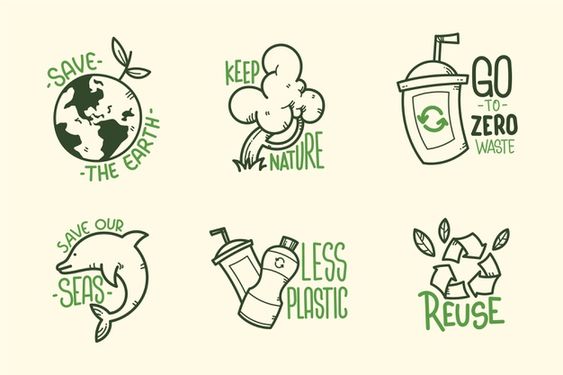 -SAVE-
-THE EARTH-
KEEP
NATURE
GO
-TO-
ZERO
WASTE
SAVE OUR
-SEAS-
LESS
PLASTIC
REUSE